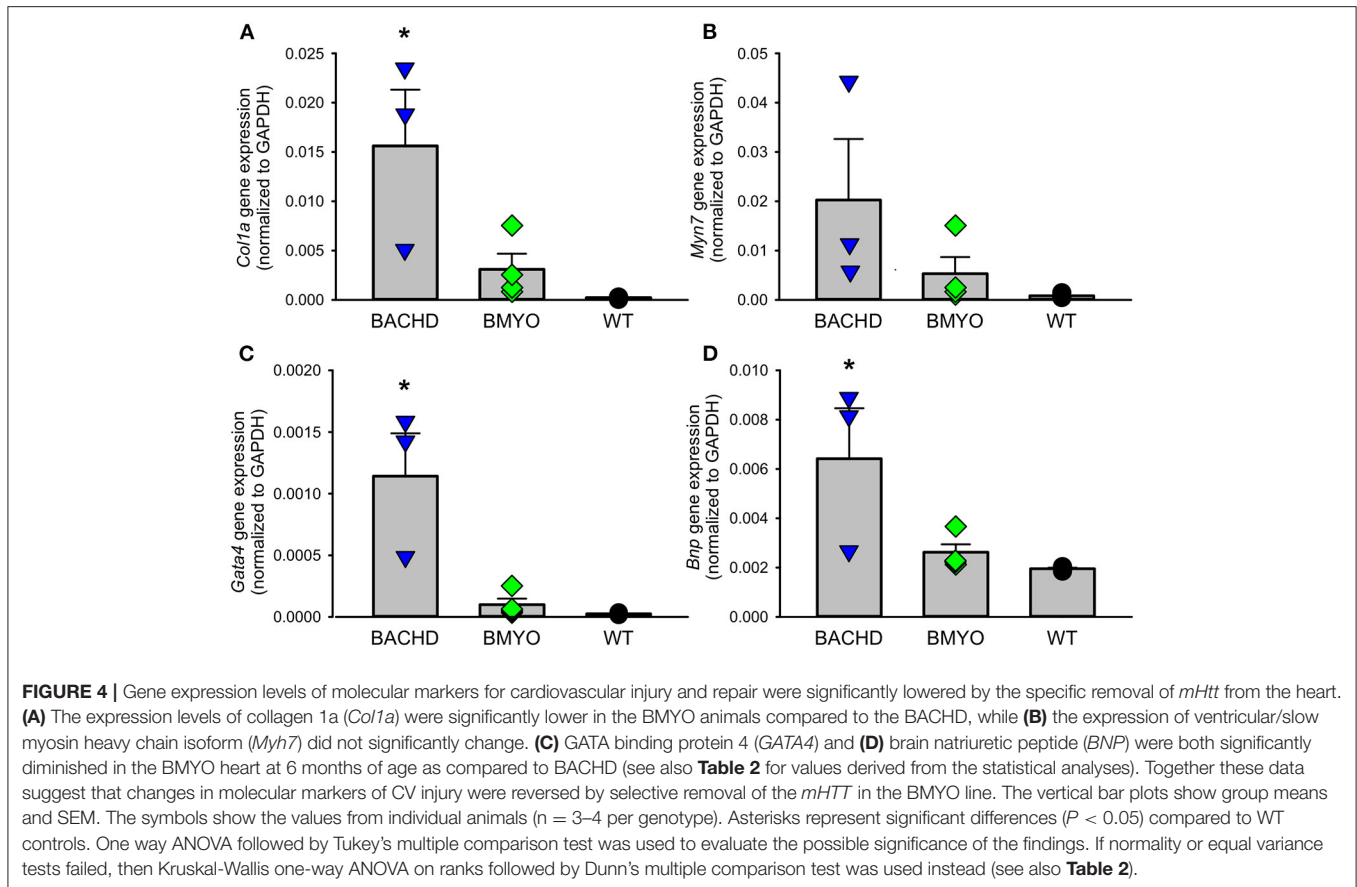 A
*
0.025
0.020
0.015
0.010
0.005
0.000
Col1a gene expression
(normalized to GAPDH)
BACHD BMYO WT
B
0.05
0.04
0.03
0.02
0.01
0.00
Myn7 gene expression
(normalized to GAPDH)
BACHD BMYO WT
C
*
0.0020
0.0015
0.0010
0.0005
0.0000
Gata4 gene expression
(normalized to GAPDH)
BACHD BMYO WT
D
*
0.010
0.008
0.006
0.004
0.002
0.000
Bnp gene expression
(normalized to GAPDH)
BACHD BMYO WT
FIGURE 4 | Gene expression levels of molecular markers for cardiovascular injury and repair were significantly lowered by the specific removal of mHtt from the heart.
(A) The expression levels of collagen 1a (Col1a) were significantly lower in the BMYO animals compared to the BACHD, while (B) the expression of ventricular/slow
myosin heavy chain isoform (Myh7) did not significantly change. (C) GATA binding protein 4 (GATA4) and (D) brain natriuretic peptide (BNP) were both significantly
diminished in the BMYO heart at 6 months of age as compared to BACHD (see also Table 2 for values derived from the statistical analyses). Together these data
suggest that changes in molecular markers of CV injury were reversed by selective removal of the mHTT in the BMYO line. The vertical bar plots show group means
and SEM. The symbols show the values from individual animals (n = 3–4 per genotype). Asterisks represent significant differences (P < 0.05) compared to WT
controls. One way ANOVA followed by Tukey's multiple comparison test was used to evaluate the possible significance of the findings. If normality or equal variance
tests failed, then Kruskal-Wallis one-way ANOVA on ranks followed by Dunn's multiple comparison test was used instead (see also Table 2).